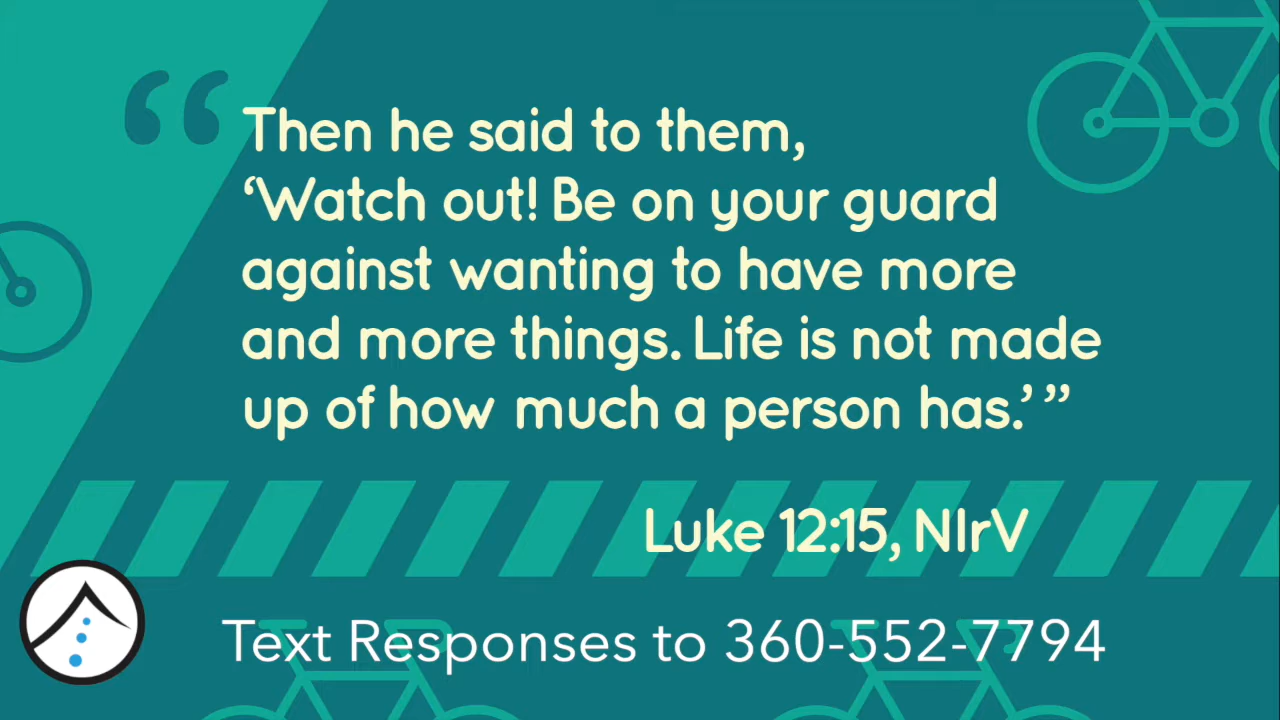 “Then he said to them,
‘Watch out! Be on your guard
against wanting to have more
and more things. Life is not made
up of how much a person has.’ ”
Luke 12:15, NIrV
Text Responses to 360-552-7794